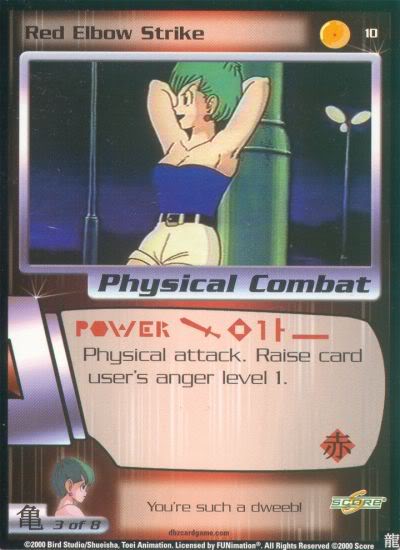 Red Elbow Strike
10
Physical Combat
POWER
Physical attack. Raise card
user's anger level 1.
赤
亀
3 of 8
You're such a dweeb!
SCORE
dbzcardgame.com
©2000 Bird Studio/Shueisha, Toei Animation. Licensed by FUNimation®. All Rights Reserved. ©2000 Score
龍